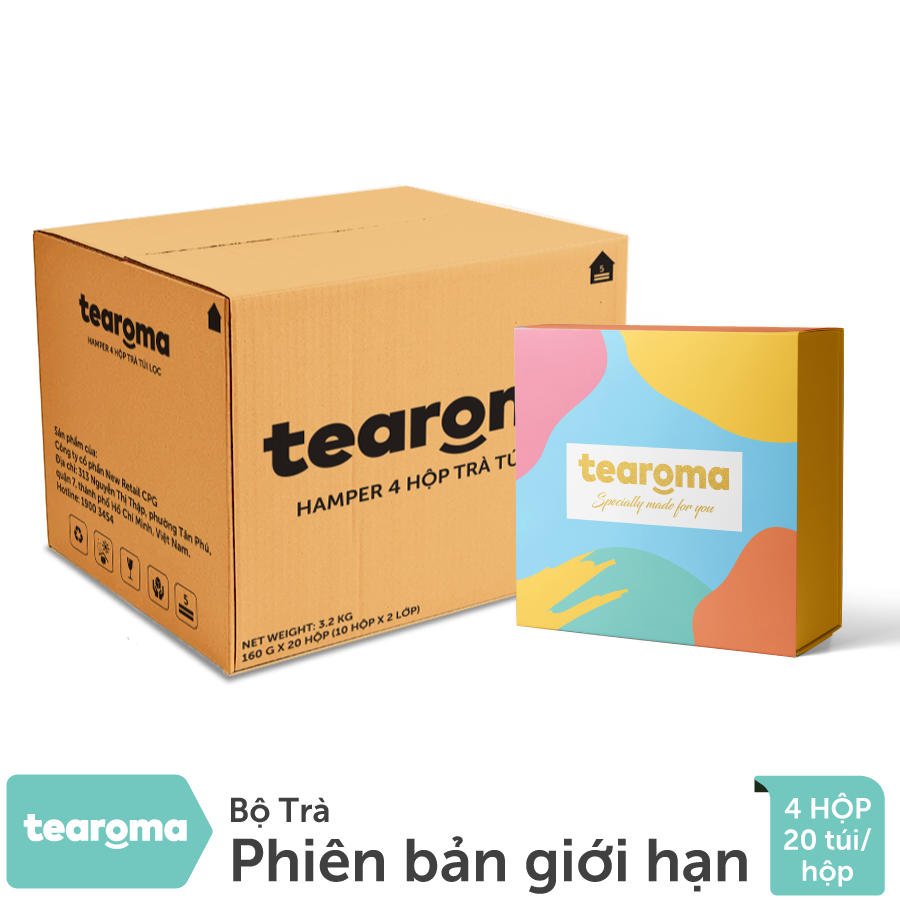 tearoma
HAMPER 4 HỘP TRÀ TÚI LỌC
Sản phẩm của:
Công ty cổ phần New Retail CPG
Địa chỉ: 313 Nguyễn Thị Thập, phường Tân Phú,
quận 7, thành phố Hồ Chí Minh, Việt Nam.
Hotline: 1900 3454
5
5
tearom
HAMPER 4 HỘP TRÀ TÚ
NET WEIGHT: 3.2 KG
160 G X 20 HỘP (10 HỘP X 2 LỚP)
tearoma
Specially made for you
tearoma
Bộ Trà
Phiên bản giới hạn
4 HỘP
20 túi/
hộp